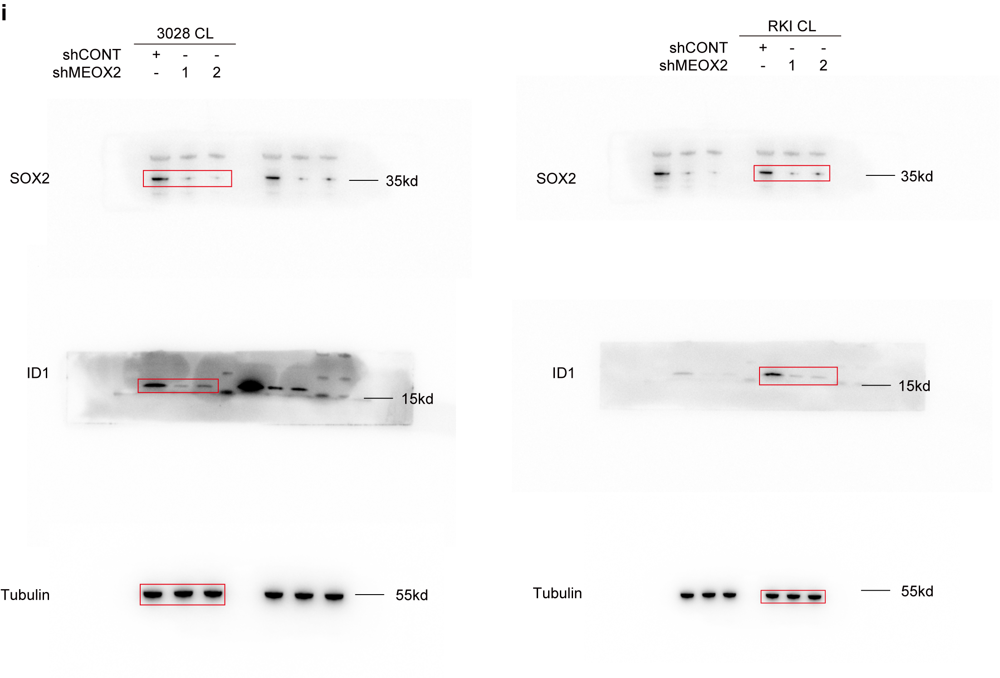 i
3028 CL
shCONT + - -
shMEOX2 - 1 2
SOX2
35kd
ID1
15kd
Tubulin
55kd
RKI CL
shCONT + - -
shMEOX2 - 1 2
SOX2
35kd
ID1
15kd
Tubulin
55kd